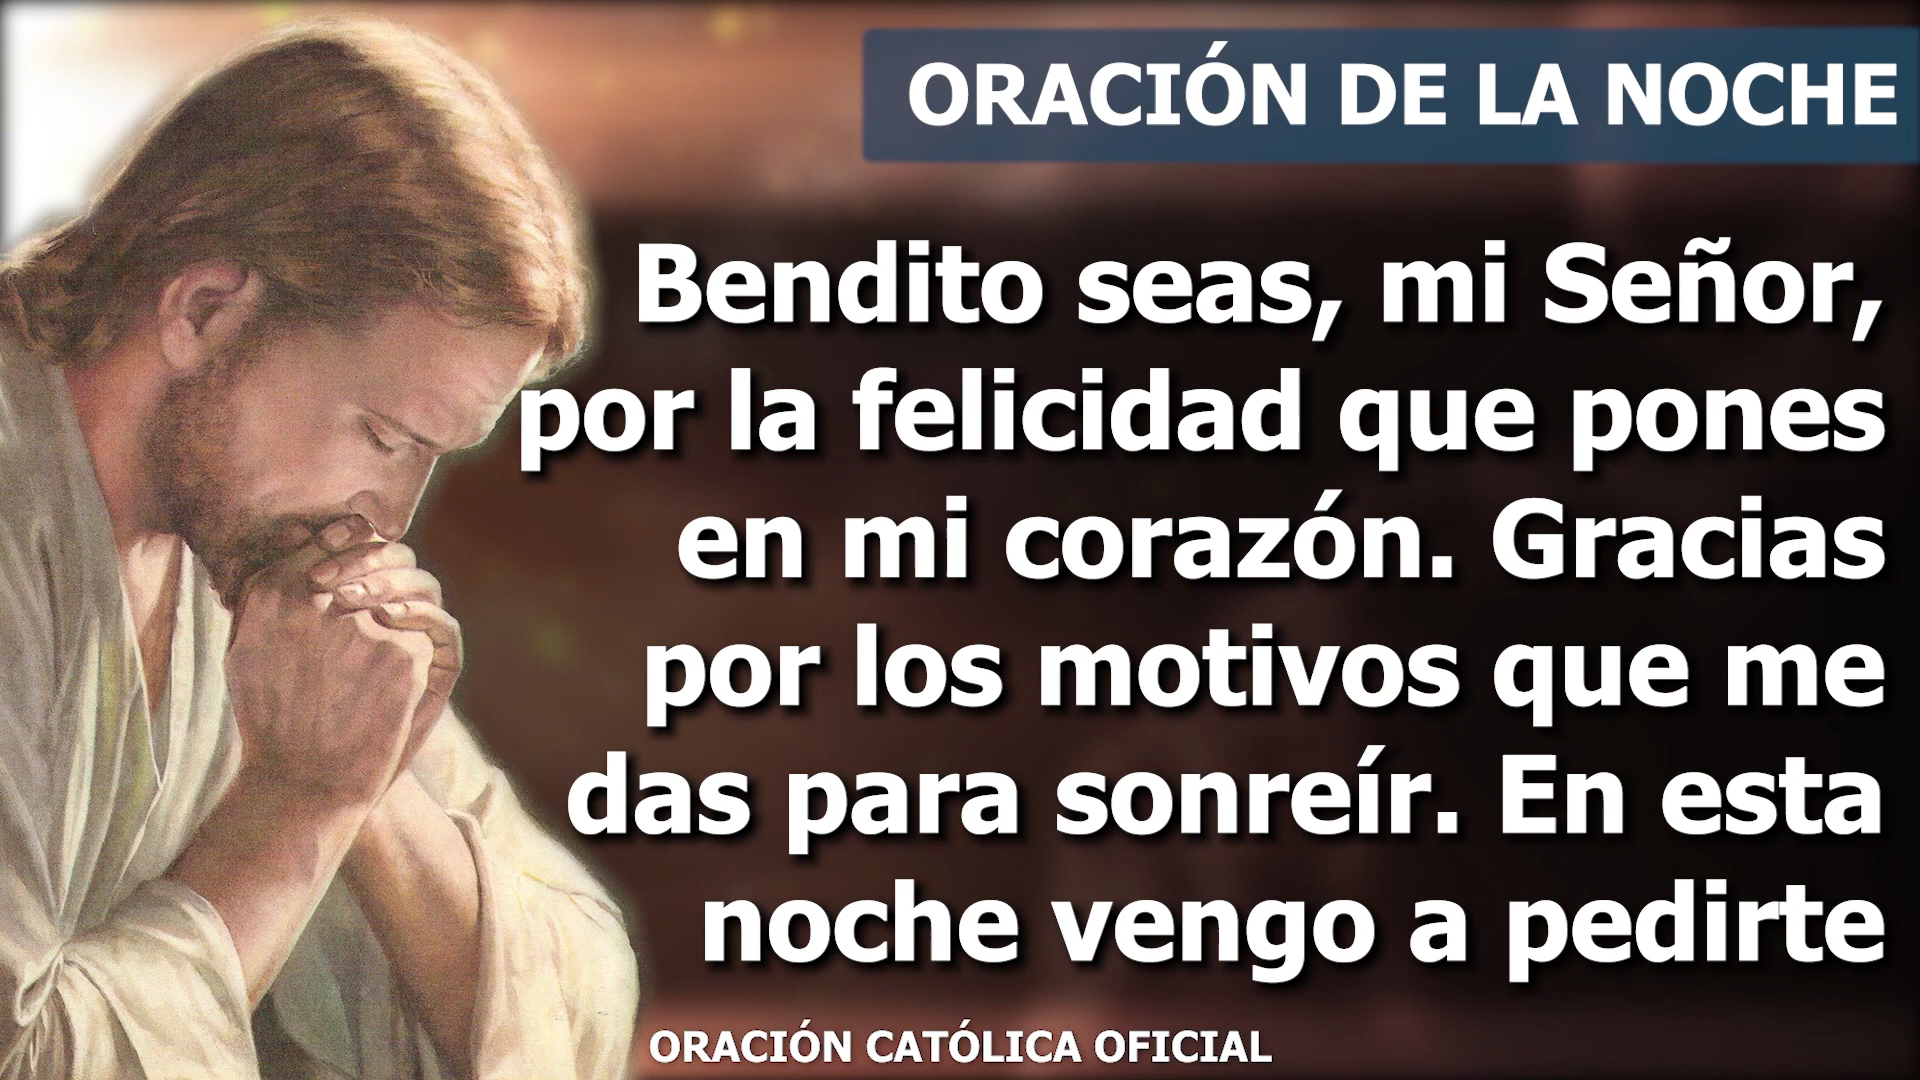 ORACIÓN DE LA NOCHE
Bendito seas, mi Señor,
por la felicidad que pones
en mi corazón. Gracias
por los motivos que me
das para sonreír. En esta
noche vengo a pedirte
ORACIÓN CATÓLICA OFICIAL